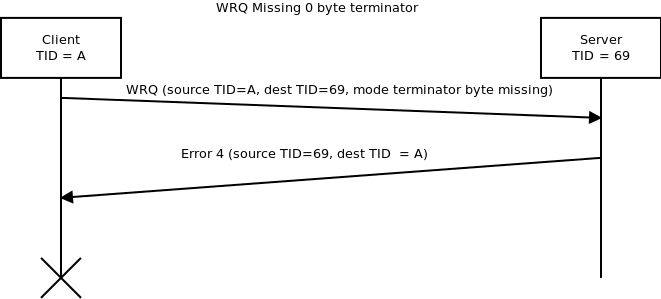 WRQ Missing 0 byte terminator
Client
TID = A
Server
TID = 69
WRQ (source TID=A, dest TID=69, mode terminator byte missing)
Error 4 (source TID=69, dest TID  = A)